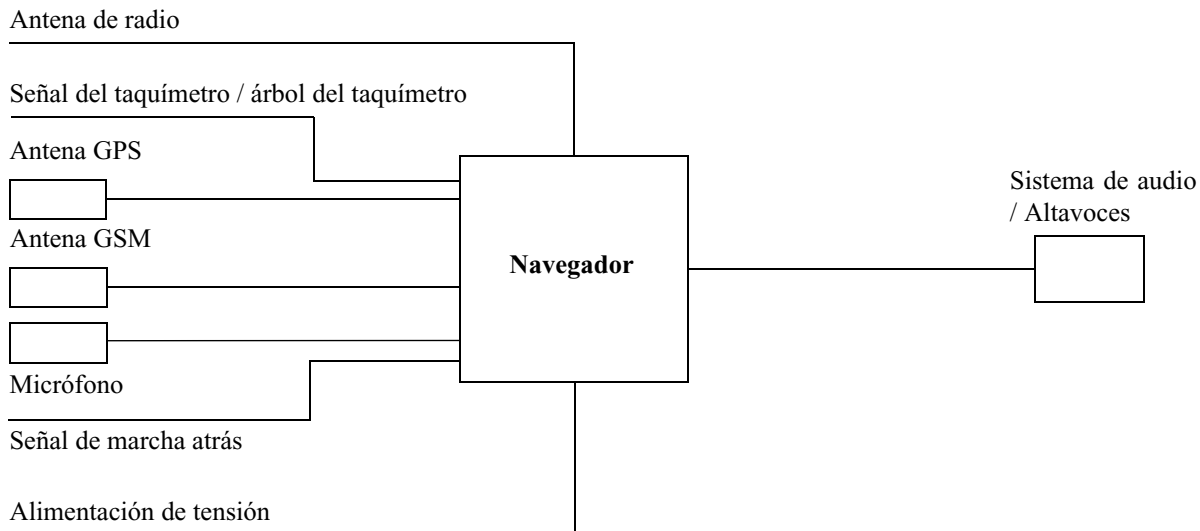 Antena de radio
Señal del taquímetro / árbol del taquímetro
Antena GPS
Sistema de audio
/ Altavoces
Antena GSM
Navegador
Micrófono
Señal de marcha atrás
Alimentación de tensión